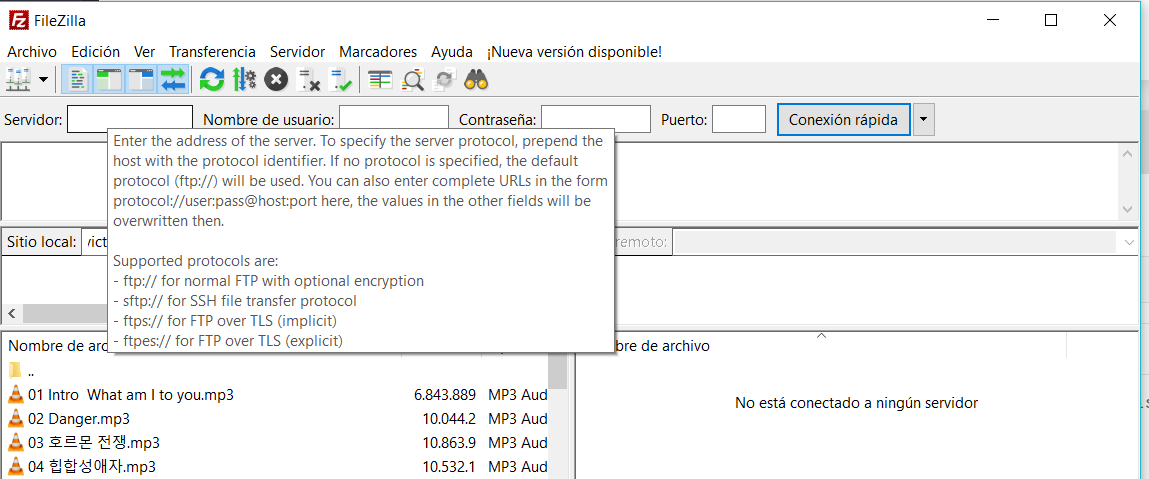 FileZilla
Archivo Edición Ver Transferencia Servidor Marcadores Ayuda ¡Nueva versión disponible!
Servidor: Nombre de usuario: Contraseña: Puerto: Conexión rápida
Enter the address of the server. To specify the server protocol, prepend the
host with the protocol identifier. If no protocol is specified, the default
protocol (ftp://) will be used. You can also enter complete URLs in the form
protocol://user:pass@host:port here, the values in the other fields will be
overwritten then.
Supported protocols are:
- ftp:// for normal FTP with optional encryption
- sftp:// for SSH file transfer protocol
- ftps:// for FTP over TLS (implicit)
- ftpes:// for FTP over TLS (explicit)
Sitio local: /ict remoto:
Nombre de arc bre de archivo
..
01 Intro  What am I to you.mp3 6.843.889 MP3 Aud
02 Danger.mp3 10.044.2 MP3 Aud
03 호르몬 전쟁.mp3 10.863.9 MP3 Aud
04 힙합성애자.mp3 10.532.1 MP3 Aud
No está conectado a ningún servidor